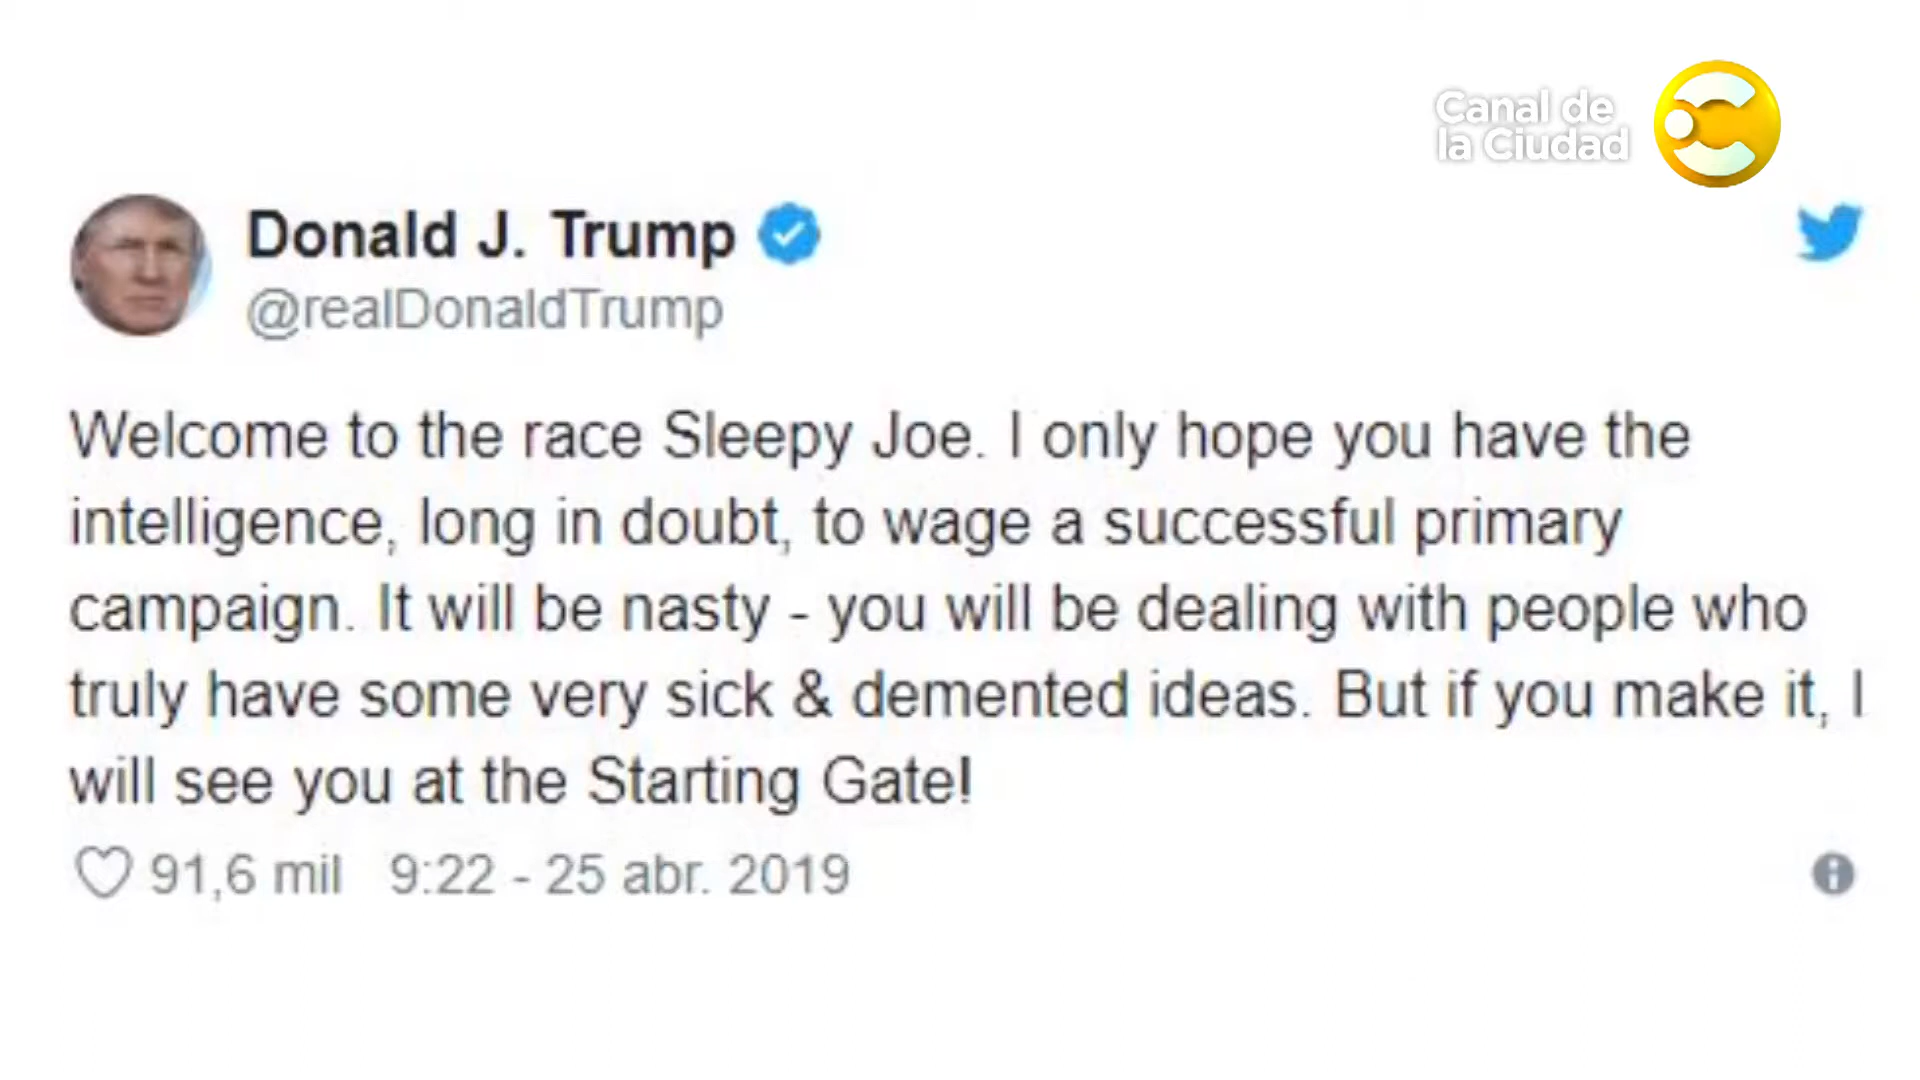 Canal de
la Ciudad
Donald J. Trump
@realDonaldTrump
Welcome to the race Sleepy Joe. I only hope you have the
intelligence, long in doubt, to wage a successful primary
campaign. It will be nasty - you will be dealing with people who
truly have some very sick & demented ideas. But if you make it, I
will see you at the Starting Gate!
91,6 mil 9:22 - 25 abr. 2019